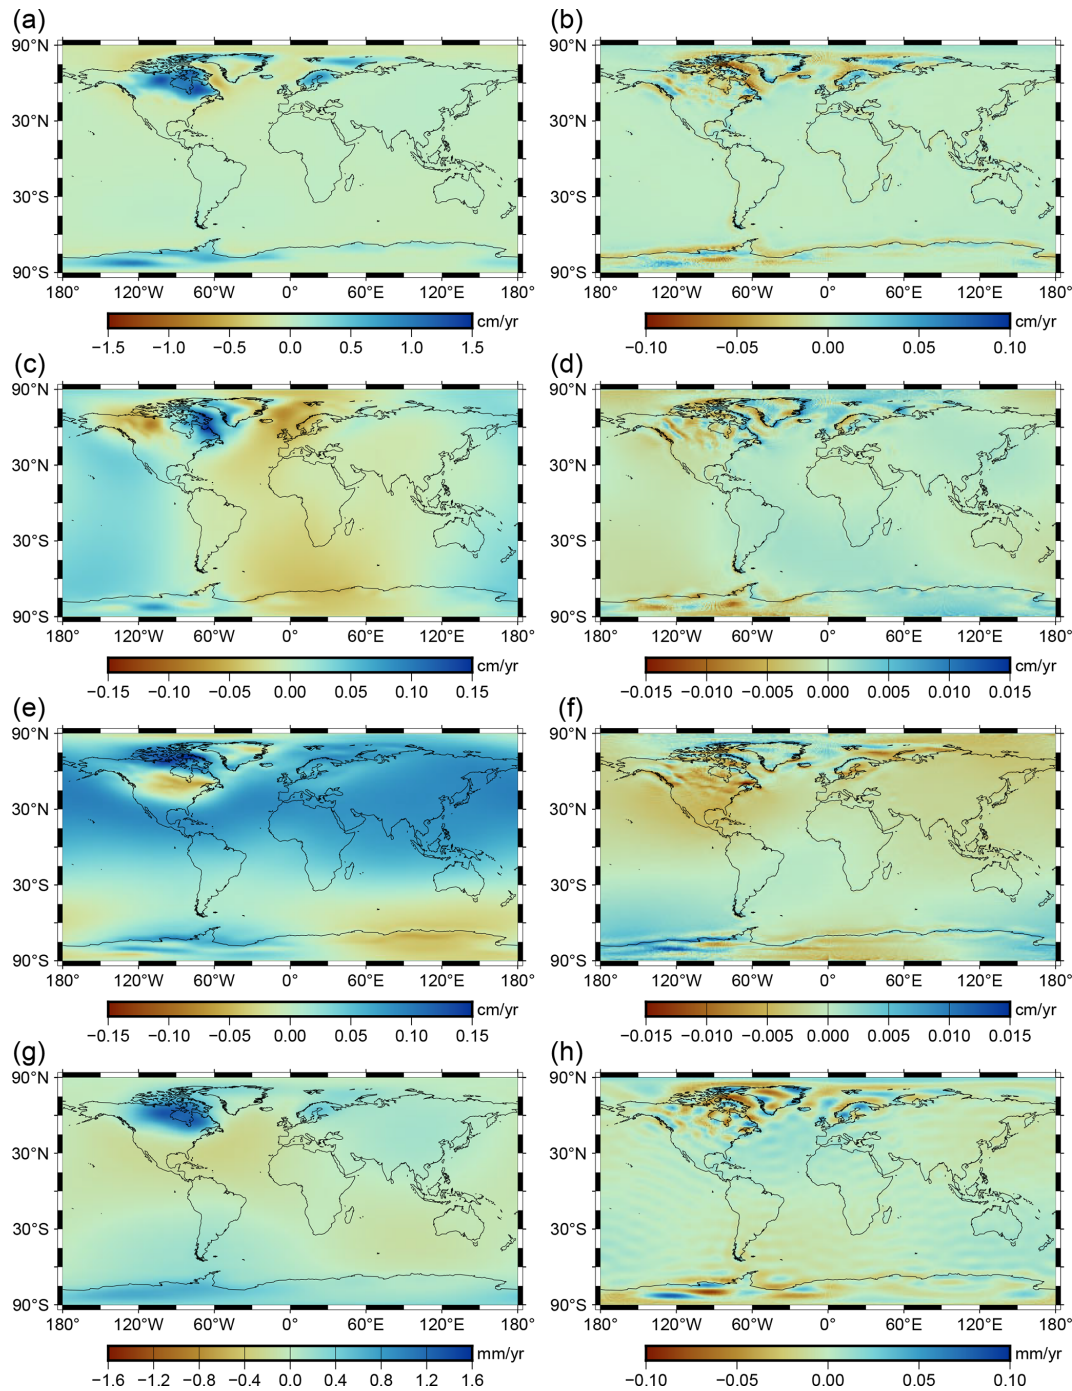 (a) (b)
90°N 90°N
30°N 30°N
30°S 30°S
90°S 90°S
180° 120°W 60°W 0° 60°E 120°E 180° 180° 120°W 60°W 0° 60°E 120°E 180°
cm/yr cm/yr
−1.5 −1.0 −0.5 0.0 0.5 1.0 1.5 −0.10 −0.05 0.00 0.05 0.10
(c) (d)
90°N 90°N
30°N 30°N
30°S 30°S
90°S 90°S
180° 120°W 60°W 0° 60°E 120°E 180° 180° 120°W 60°W 0° 60°E 120°E 180°
cm/yr cm/yr
−0.15 −0.10 −0.05 0.00 0.05 0.10 0.15 −0.015 −0.010 −0.005 0.000 0.005 0.010 0.015
(e) (f)
90°N 90°N
30°N 30°N
30°S 30°S
90°S 90°S
180° 120°W 60°W 0° 60°E 120°E 180° 180° 120°W 60°W 0° 60°E 120°E 180°
cm/yr cm/yr
−0.15 −0.10 −0.05 0.00 0.05 0.10 0.15 −0.015 −0.010 −0.005 0.000 0.005 0.010 0.015
(g) (h)
90°N 90°N
30°N 30°N
30°S 30°S
90°S 90°S
180° 120°W 60°W 0° 60°E 120°E 180° 180° 120°W 60°W 0° 60°E 120°E 180°
mm/yr mm/yr
−1.6 −1.2 −0.8 −0.4 0.0 0.4 0.8 1.2 1.6 −0.10 −0.05 0.00 0.05 0.10